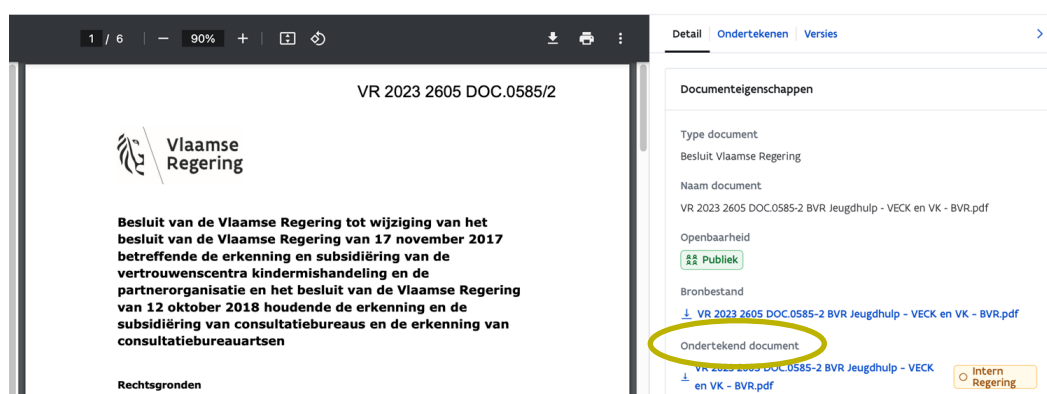 1 / 6 | — 90% + |
VR 2023 2605 DOC.0585/2
Vlaamse
Regering
Besluit van de Vlaamse Regering tot wijziging van het
besluit van de Vlaamse Regering van 17 november 2017
betreffende de erkenning en subsidiëring van de
vertrouwenscentra kindermishandeling en de
partnerorganisatie en het besluit van de Vlaamse Regering
van 12 oktober 2018 houdende de erkenning en de
subsidiëring van consultatiebureaus en de erkenning van
consultatiebureauartsen
Rechtsgronden
Detail | Ondertekenen | Versies
Documenteigenschappen
Type document
Besluit Vlaamse Regering
Naam document
VR 2023 2605 DOC.0585-2 BVR Jeugdhulp - VECK en VK - BVR.pdf
Openbaarheid
Publiek
Bronbestand
VR 2023 2605 DOC.0585-2 BVR Jeugdhulp - VECK en VK - BVR.pdf
Ondertekend document
VR 2023 2605 DOC.0585-2 BVR Jeugdhulp - VECK
en VK - BVR.pdf
Intern
Regering